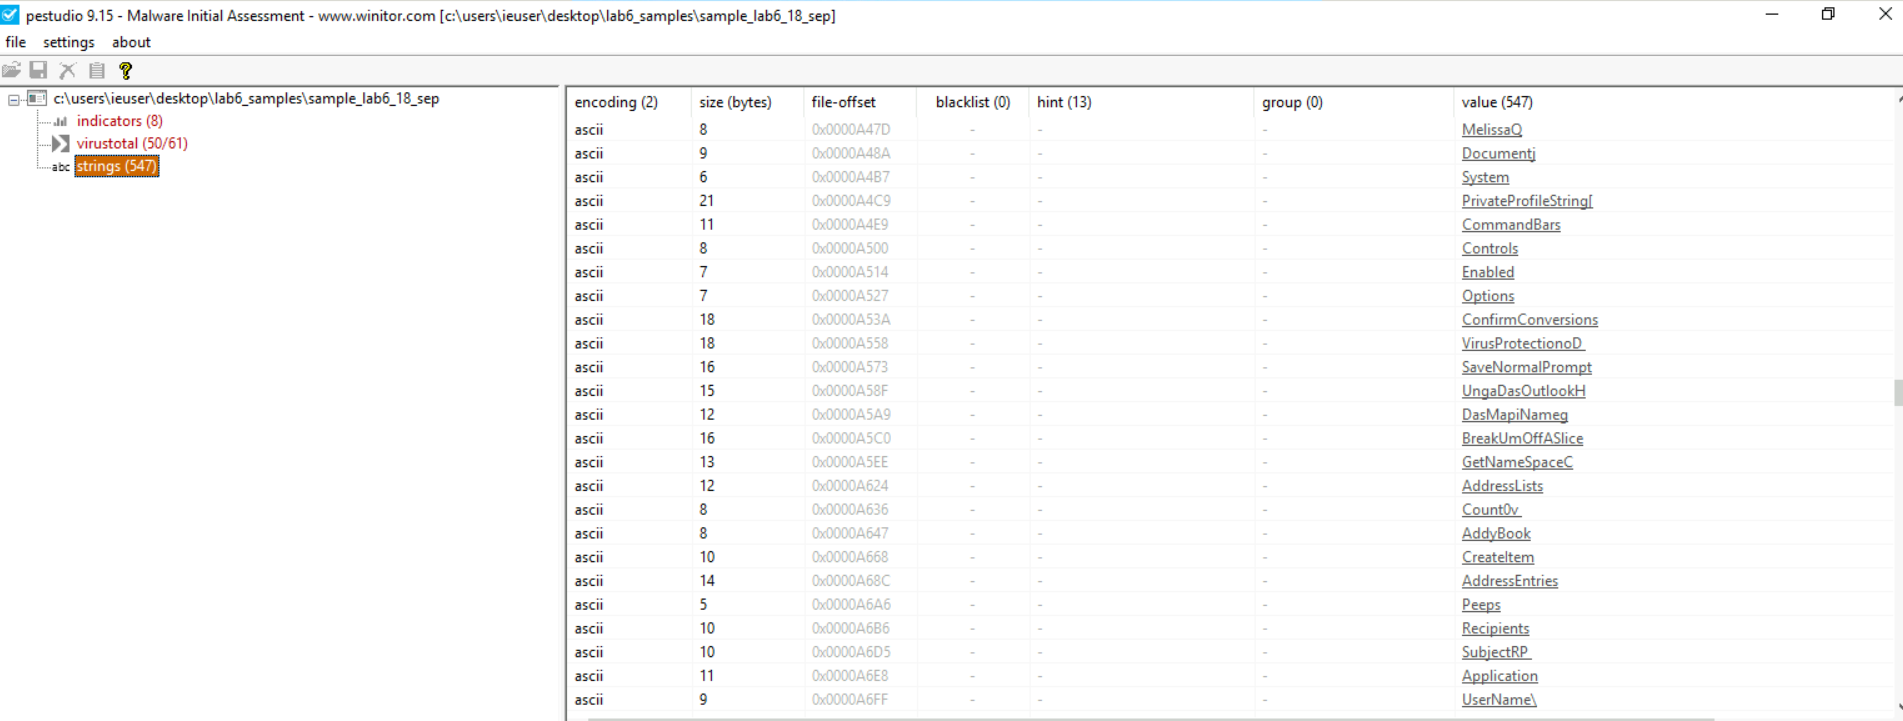 pestudio 9.15 - Malware Initial Assessment - www.winitor.com [c:\users\ieuser\desktop\lab6_samples\sample_lab6_18_sep]
file settings about
c:\users\ieuser\desktop\lab6_samples\sample_lab6_18_sep
indicators (8)
virustotal (50/61)
abc strings (547)
encoding (2) size (bytes) file-offset blacklist (0) hint (13) group (0) value (547)
ascii 8 0x0000A47D - - - MelissaQ
ascii 9 0x0000A48A - - - Documentj
ascii 6 0x0000A4B7 - - - System
ascii 21 0x0000A4C9 - - - PrivateProfileString[
ascii 11 0x0000A4E9 - - - CommandBars
ascii 8 0x0000A500 - - - Controls
ascii 7 0x0000A514 - - - Enabled
ascii 7 0x0000A527 - - - Options
ascii 18 0x0000A53A - - - ConfirmConversions
ascii 18 0x0000A558 - - - VirusProtectionoD
ascii 16 0x0000A573 - - - SaveNormalPrompt
ascii 15 0x0000A58F - - - UngaDasOutlookH
ascii 12 0x0000A5A9 - - - DasMapiNameg
ascii 16 0x0000A5C0 - - - BreakUmOffASlice
ascii 13 0x0000A5EE - - - GetNameSpaceC
ascii 12 0x0000A624 - - - AddressLists
ascii 8 0x0000A636 - - - Count0v
ascii 8 0x0000A647 - - - AddyBook
ascii 10 0x0000A668 - - - CreateItem
ascii 14 0x0000A68C - - - AddressEntries
ascii 5 0x0000A6A6 - - - Peeps
ascii 10 0x0000A6B6 - - - Recipients
ascii 10 0x0000A6D5 - - - SubjectRP
ascii 11 0x0000A6E8 - - - Application
ascii 9 0x0000A6FF - - - UserName\